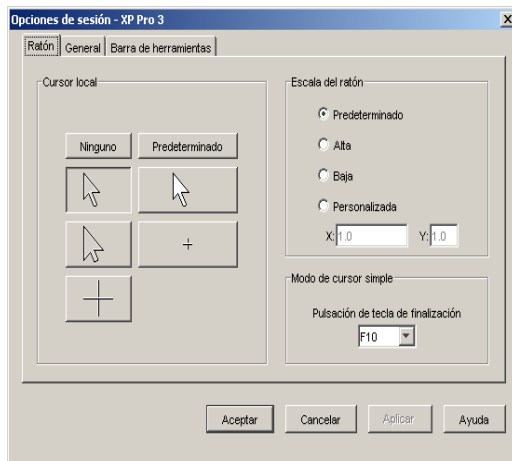 Opciones de sesión - XP Pro 3
Ratón General Barra de herramientas
Cursor local
Ninguno
Predeterminado
Escala del ratón
Predeterminado
Alta
Baja
Personalizada
X: 1.0 Y: 1.0
Modo de cursor simple
Pulsación de tecla de finalización
F10
Aceptar Cancelar Aplicar Ayuda